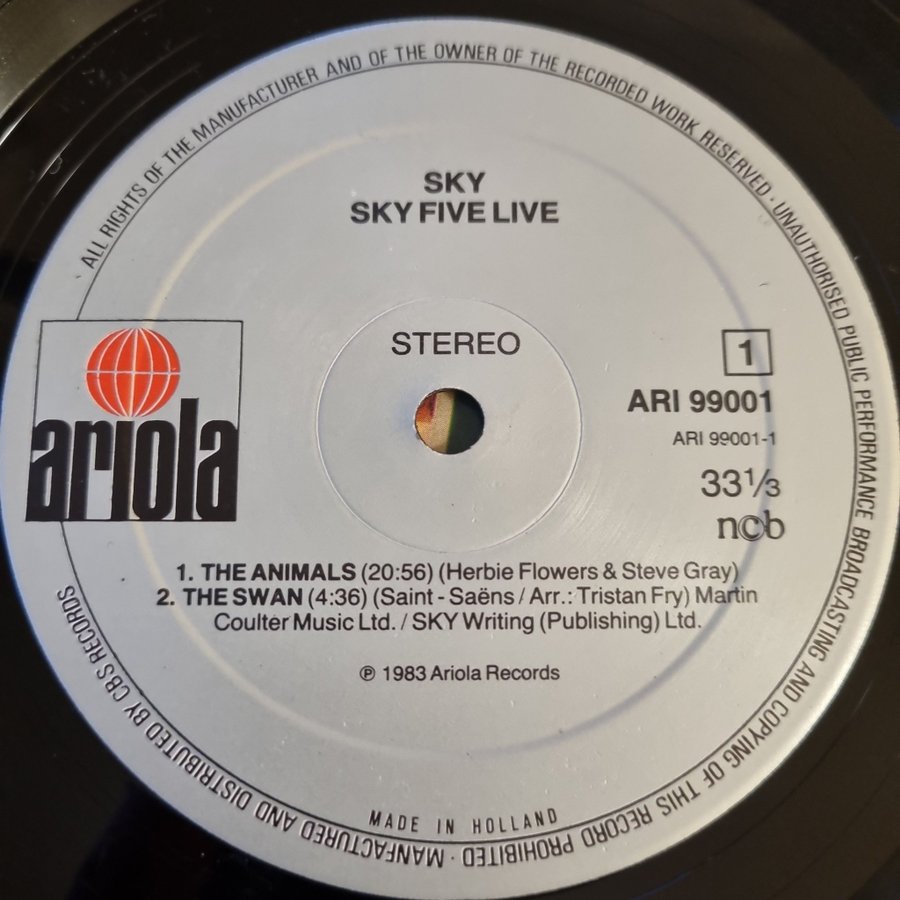 ALL RIGHTS OF THE MANUFACTURER AND OF THE OWNER OF THE RECORDED WORK RESERVED · UNAUTHORISED PUBLIC PERFORMANCE BROADCASTING AND COPYING OF THIS RECORD PROHIBITED · MANFACTURED AND DISTRIBUTED BY CBS RECORDS
SKY
SKY FIVE LIVE
STEREO
1
ariola
ARI 99001
ARI 99001-1
33⅓
ncb
1. THE ANIMALS (20:56) (Herbie Flowers & Steve Gray)
2. THE SWAN (4:36) (Saint-Saëns / Arr.: Tristan Fry) Martin
Coulter Music Ltd. / SKY Writing (Publishing) Ltd.
℗ 1983 Ariola Records
MADE IN HOLLAND